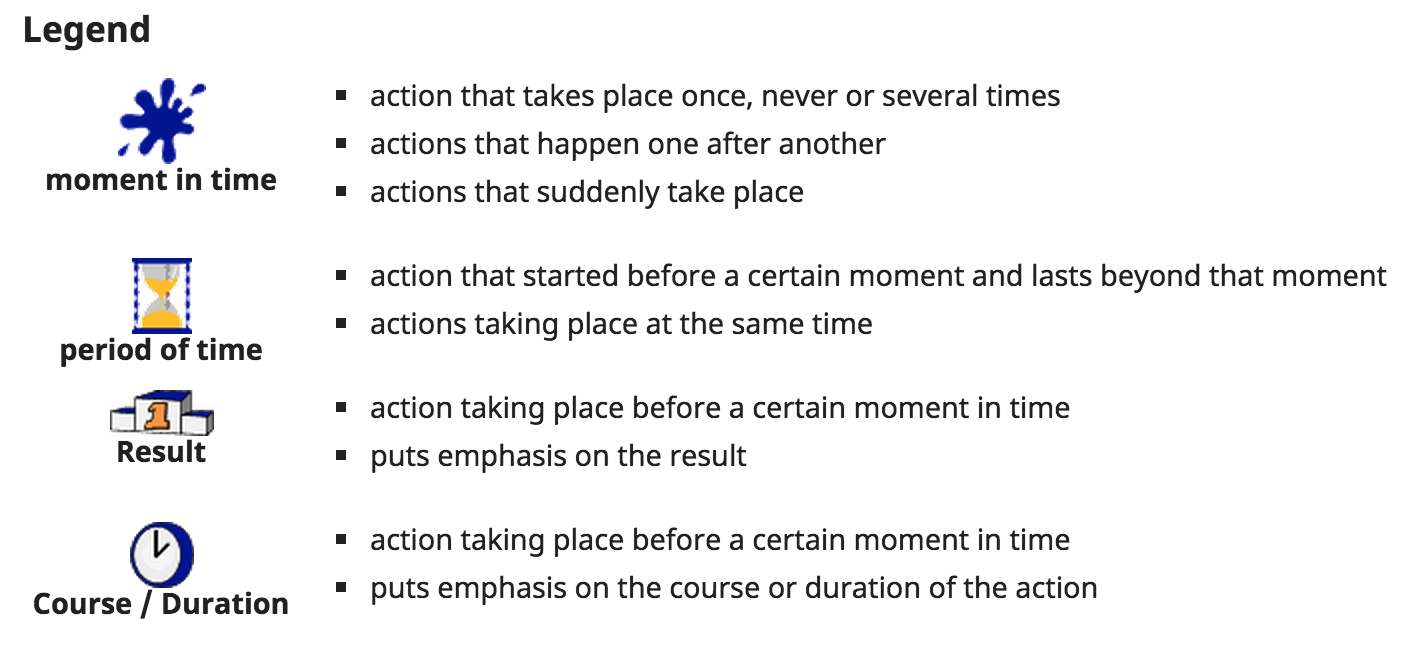 Legend
moment in time
▪ action that takes place once, never or several times
▪ actions that happen one after another
▪ actions that suddenly take place
period of time
▪ action that started before a certain moment and lasts beyond that moment
▪ actions taking place at the same time
1
Result
▪ action taking place before a certain moment in time
▪ puts emphasis on the result
Course / Duration
▪ action taking place before a certain moment in time
▪ puts emphasis on the course or duration of the action